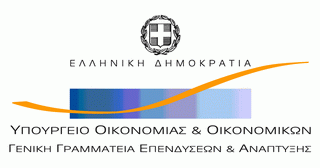 ΕΛΛΗΝΙΚΗ ΔΗΜΟΚΡΑΤΙΑ
ΥΠΟΥΡΓΕΙΟ ΟΙΚΟΝΟΜΙΑΣ & ΟΙΚΟΝΟΜΙΚΩΝ
ΓΕΝΙΚΗ ΓΡΑΜΜΑΤΕΙΑ ΕΠΕΝΔΥΣΕΩΝ & ΑΝΑΠΤΥΞΗΣ